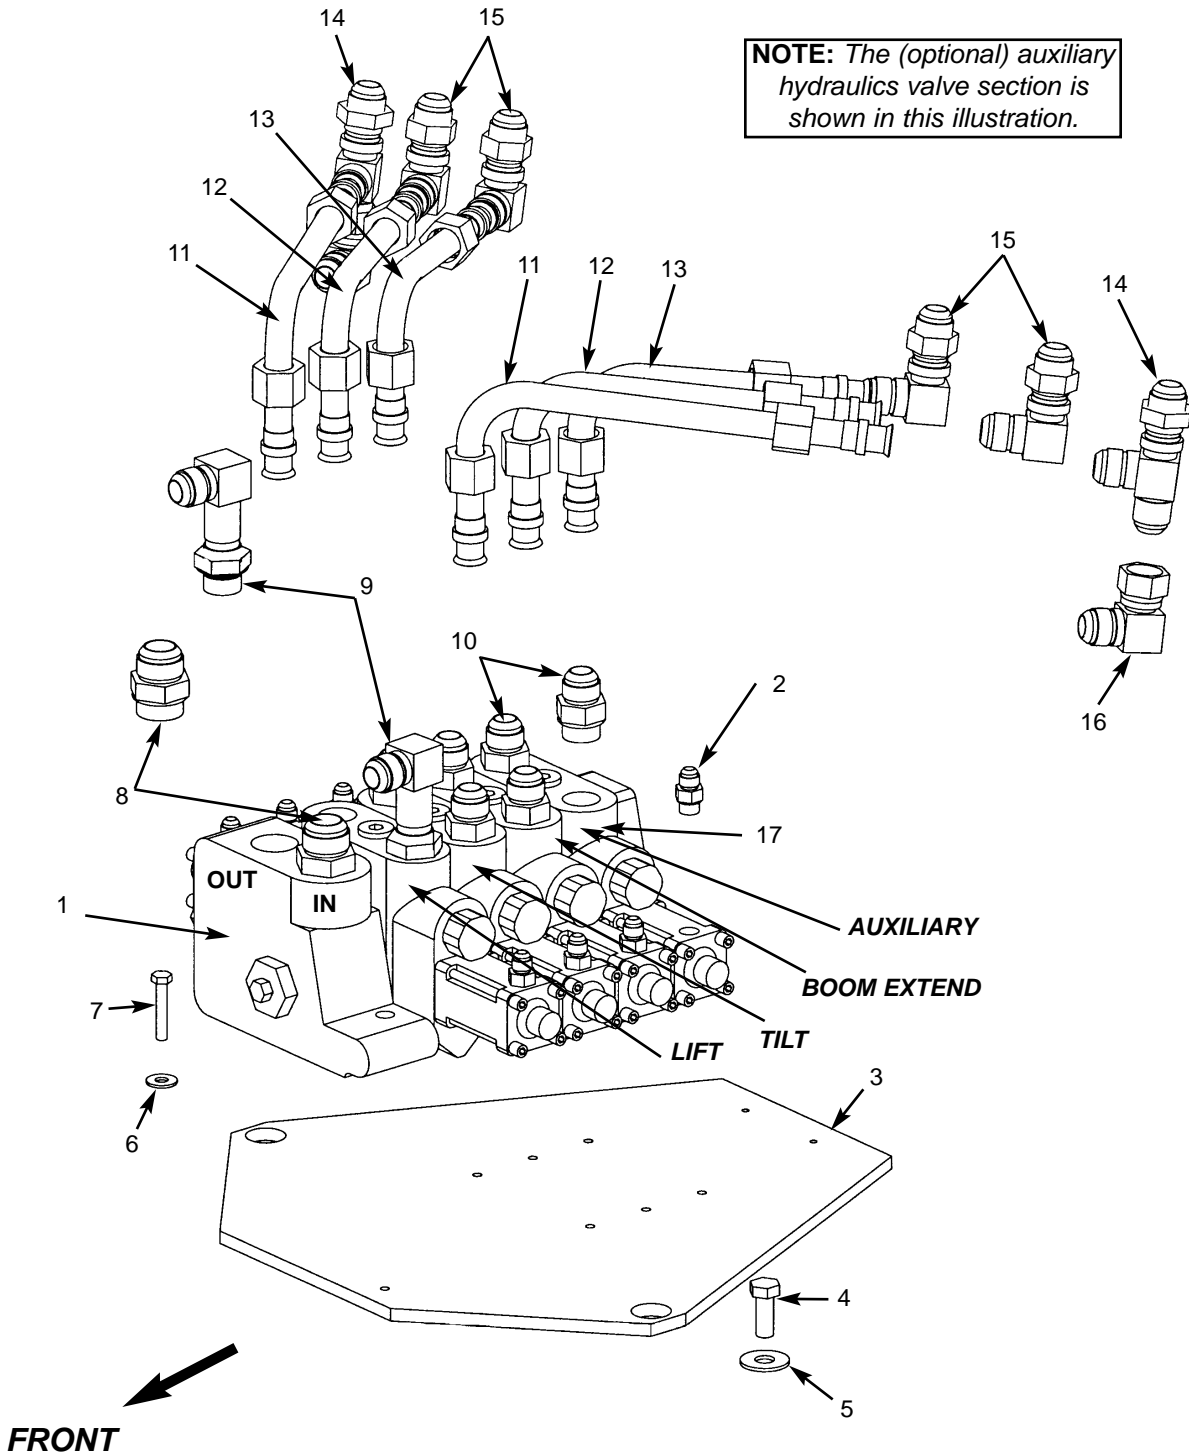 14
15
NOTE: The (optional) auxiliary
hydraulics valve section is
shown in this illustration.
13
12
11
15
11
12
13
14
9
10
2
16
8
17
OUT
IN
1
AUXILIARY
BOOM EXTEND
7
TILT
LIFT
3
6
4
5
FRONT